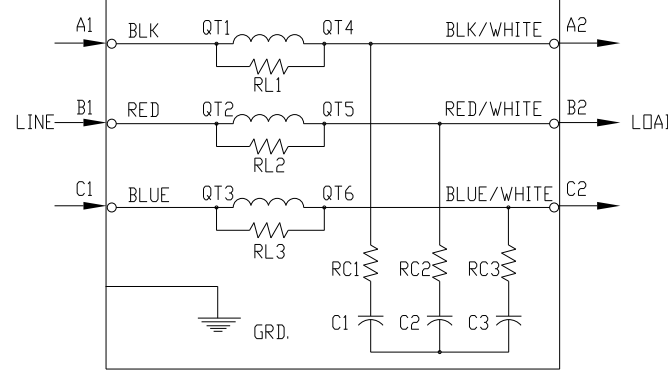 A1 BLK QT1 QT4 BLK/WHITE A2
RL1
LINE B1 RED QT2 QT5 RED/WHITE B2 LOAD
RL2
C1 BLUE QT3 QT6 BLUE/WHITE C2
RL3
RC1 RC2 RC3
GRD. C1 C2 C3